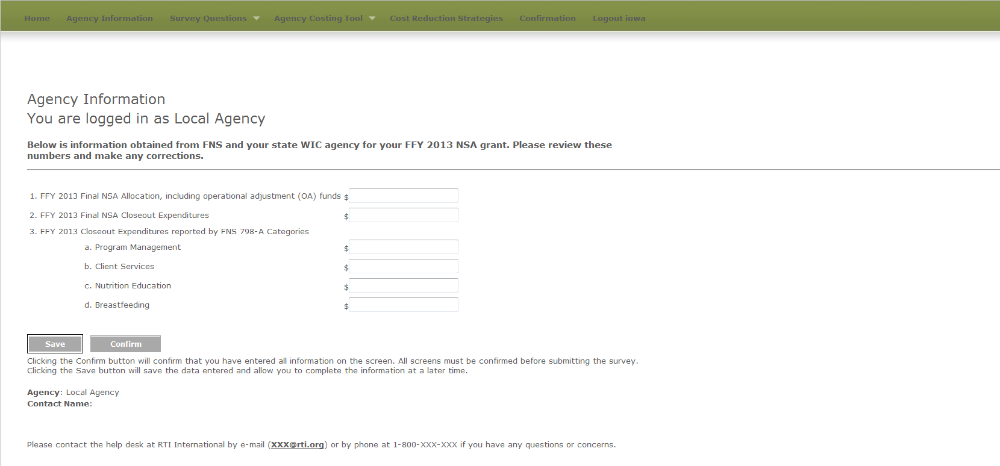 Home Agency Information Survey Questions Agency Costing Tool Cost Reduction Strategies Confirmation Logout iowa
Agency Information
You are logged in as Local Agency
Below is information obtained from FNS and your state WIC agency for your FFY 2013 NSA grant. Please review these
numbers and make any corrections.
1. FFY 2013 Final NSA Allocation, including operational adjustment (OA) funds $
2. FFY 2013 Final NSA Closeout Expenditures $
3. FFY 2013 Closeout Expenditures reported by FNS 798-A Categories
a. Program Management $
b. Client Services $
c. Nutrition Education $
d. Breastfeeding $
Save Confirm
Clicking the Confirm button will confirm that you have entered all information on the screen. All screens must be confirmed before submitting the survey.
Clicking the Save button will save the data entered and allow you to complete the information at a later time.
Agency: Local Agency
Contact Name:
Please contact the help desk at RTI International by e-mail (XXX@rti.org) or by phone at 1-800-XXX-XXX if you have any questions or concerns.